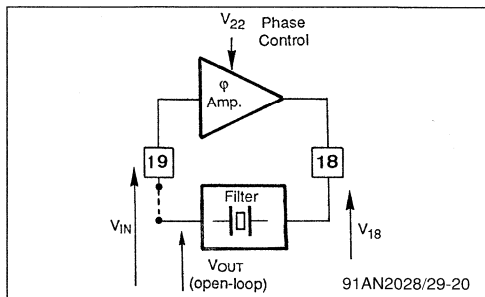 V22 Phase
Control
φ
Amp.
19
18
Filter
VIN
V18
VOUT
(open-loop)
91AN2028/29-20